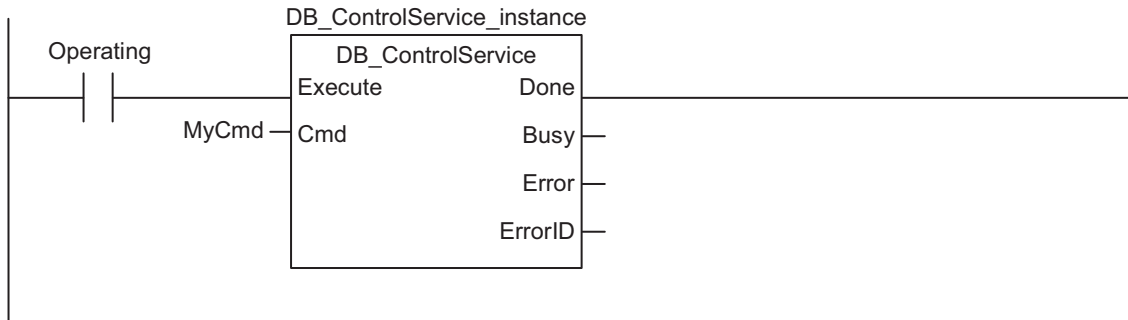 DB_ControlService_instance
Operating
DB_ControlService
Execute Done
MyCmd Cmd Busy
Error
ErrorID